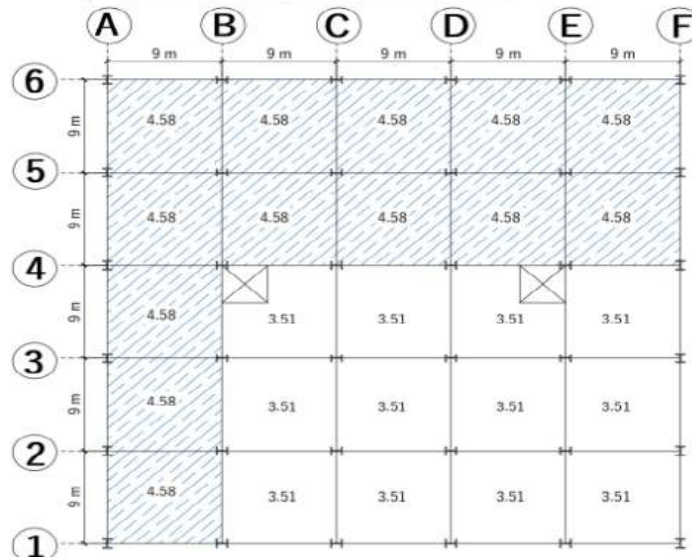 A B C D E F
9 m 9 m 9 m 9 m 9 m
6
9 m 4.58 4.58 4.58 4.58 4.58
5
9 m 4.58 4.58 4.58 4.58 4.58
4
9 m 4.58 3.51 3.51 3.51 3.51
3
9 m 4.58 3.51 3.51 3.51 3.51
2
9 m 4.58 3.51 3.51 3.51 3.51
1